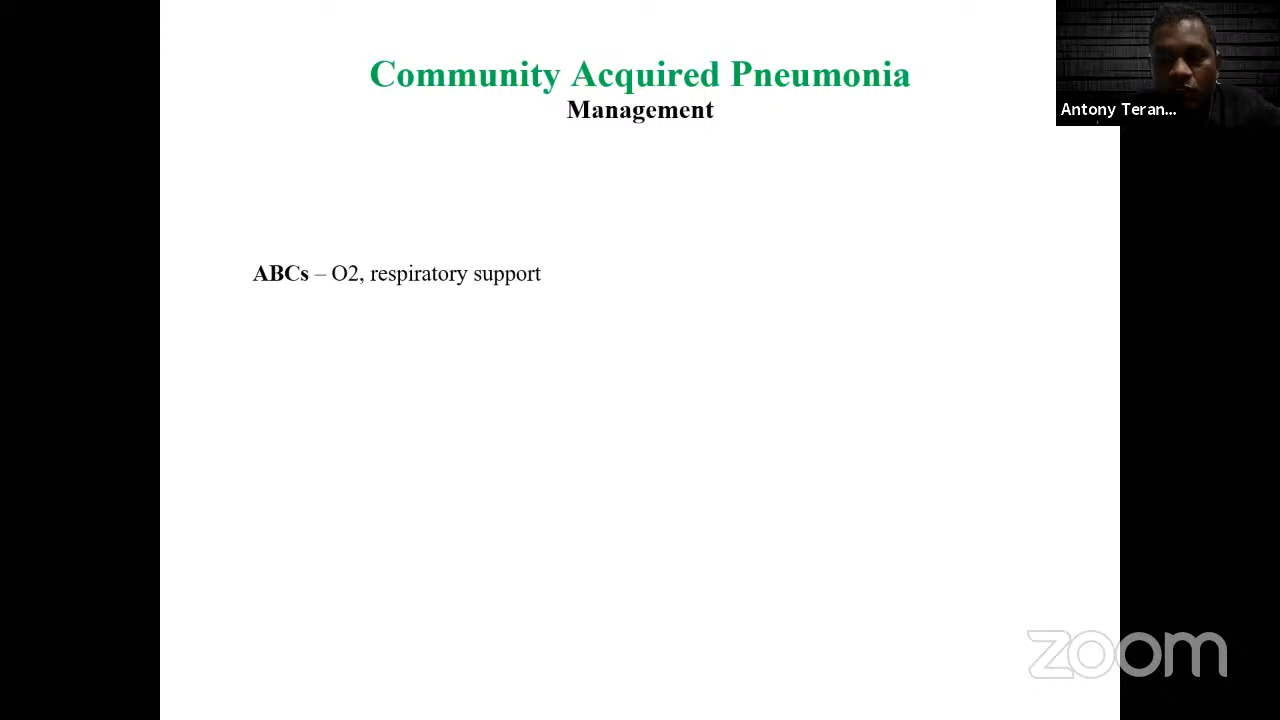 Community Acquired Pneumonia
Management
Antony Teran...
ABCs – O2, respiratory support
zoom